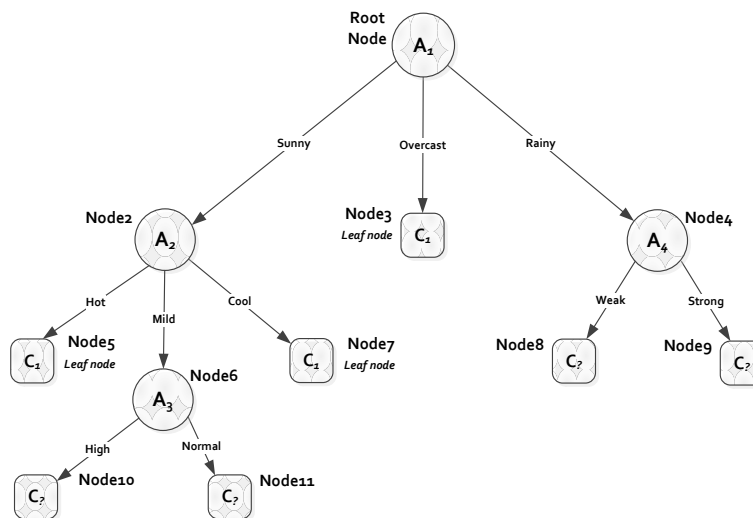 Root
Node
A1
Sunny
Overcast
Rainy
Node2
A2
Node3
Leaf node
C1
Node4
A4
Hot
Mild
Cool
Weak
Strong
C1
Node5
Leaf node
C1
Node7
Leaf node
Node8
C?
Node9
C?
Node6
A3
High
Normal
C?
Node10
C?
Node11